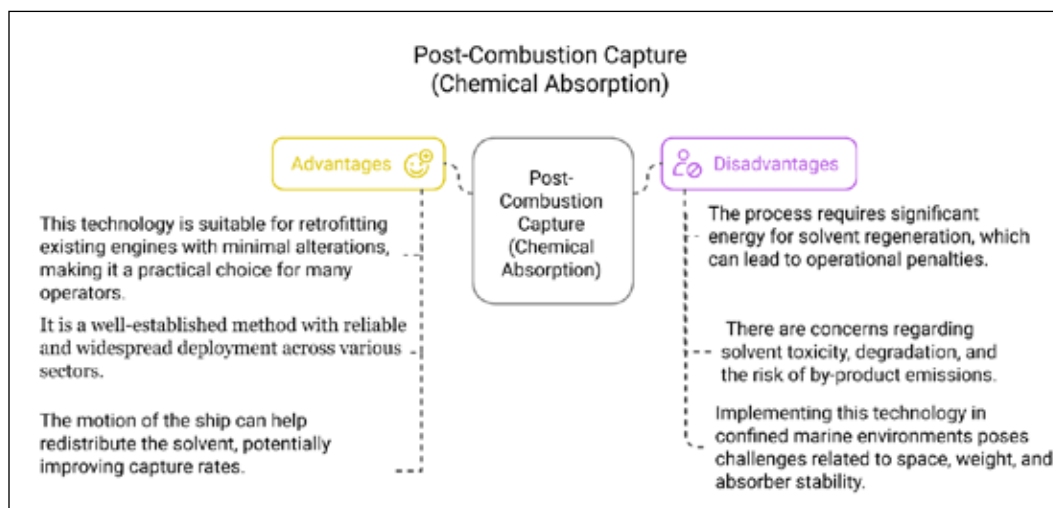 Post-Combustion Capture
(Chemical Absorption)
Advantages
This technology is suitable for retrofitting
existing engines with minimal alterations,
making it a practical choice for many
operators.
It is a well-established method with reliable
and widespread deployment across various
sectors.
The motion of the ship can help
redistribute the solvent, potentially
improving capture rates.
Post-
Combustion
Capture
(Chemical
Absorption)
Disadvantages
The process requires significant
energy for solvent regeneration, which
can lead to operational penalties.
There are concerns regarding
solvent toxicity, degradation, and
the risk of by-product emissions.
Implementing this technology in
confined marine environments poses
challenges related to space, weight, and
absorber stability.